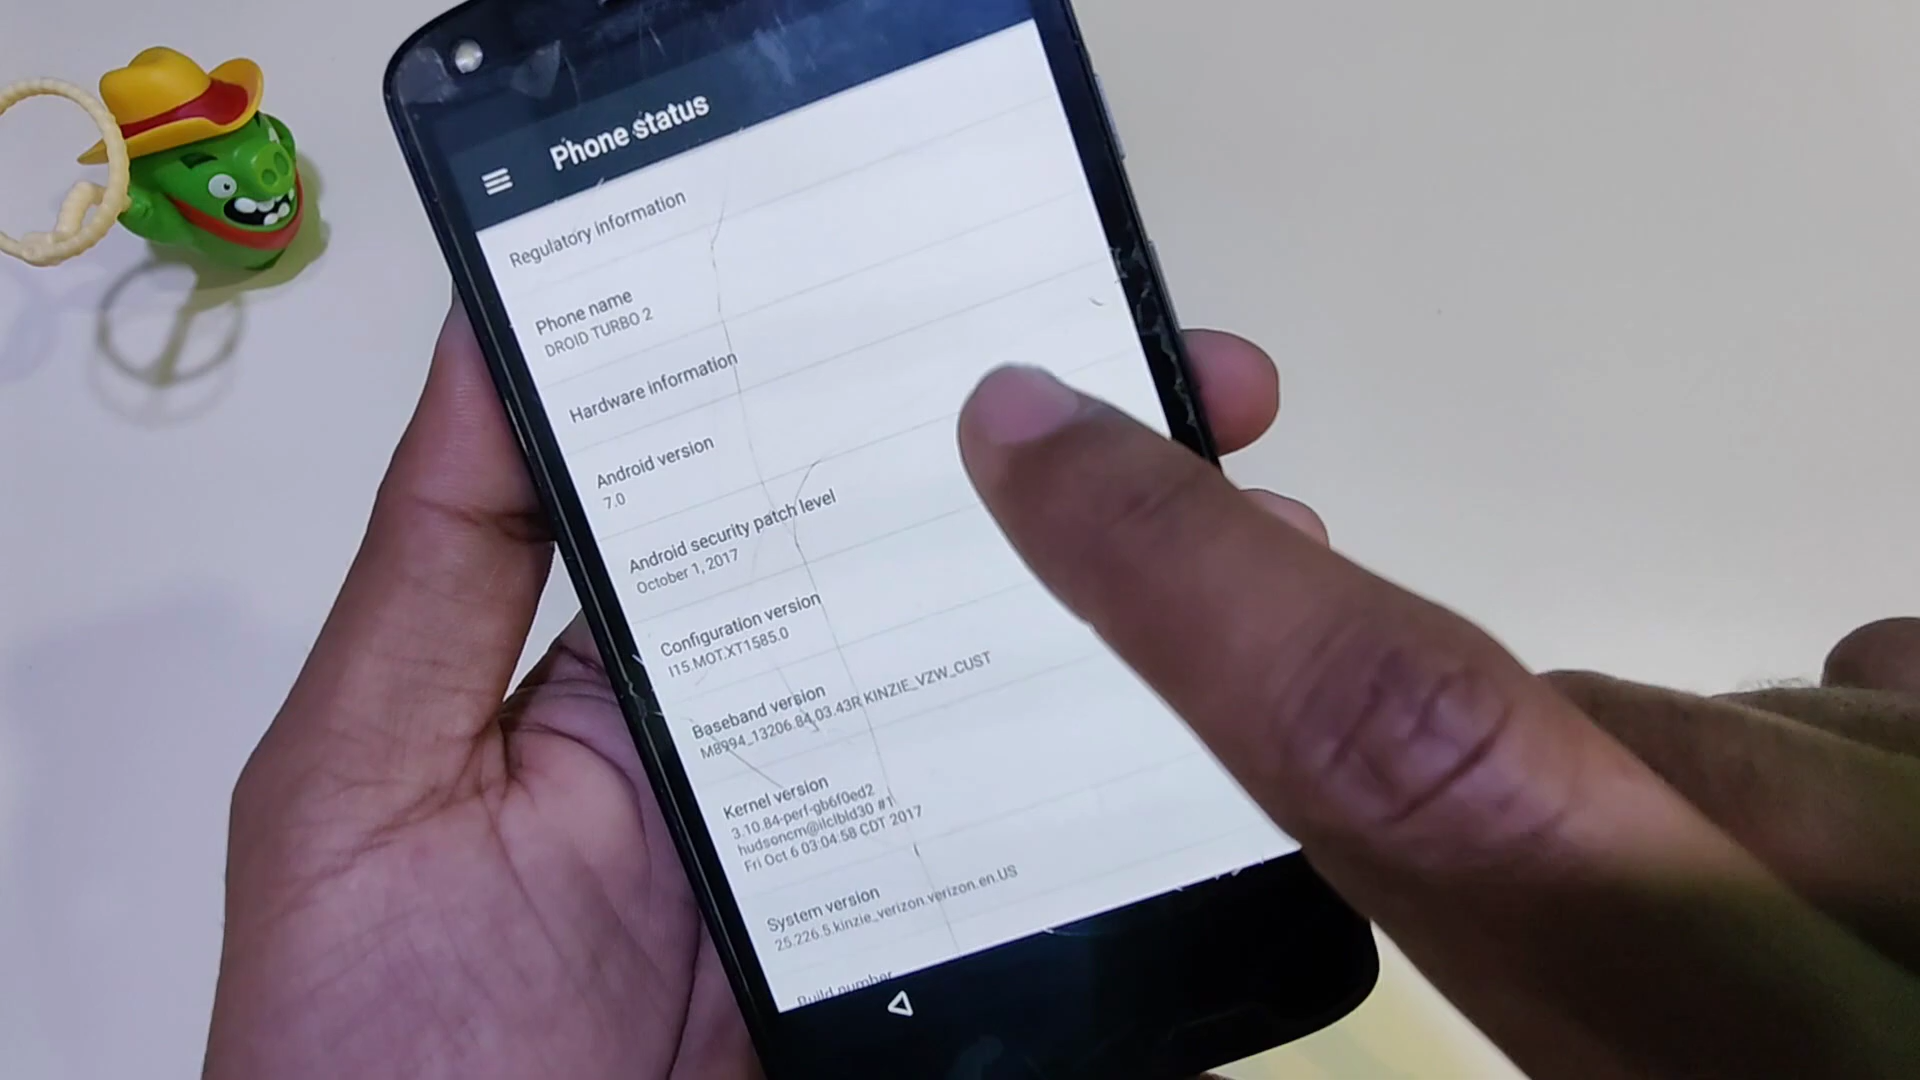 Phone status
Regulatory information
Phone name
DROID TURBO 2
Hardware information
Android version
7.0
Android security patch level
October 1, 2017
Configuration version
I15.MOT.XT1585.0
Baseband version
M8994_13206.84.03.43R KINZIE_VZW_CUST
Kernel version
3.10.84-perf-gb6f0ed2
hudsoncm@ilclbld30 #1
Fri Oct 6 03:04:58 CDT 2017
System version
25.226.5.kinzie_verizon.verizon.en.US
Build number